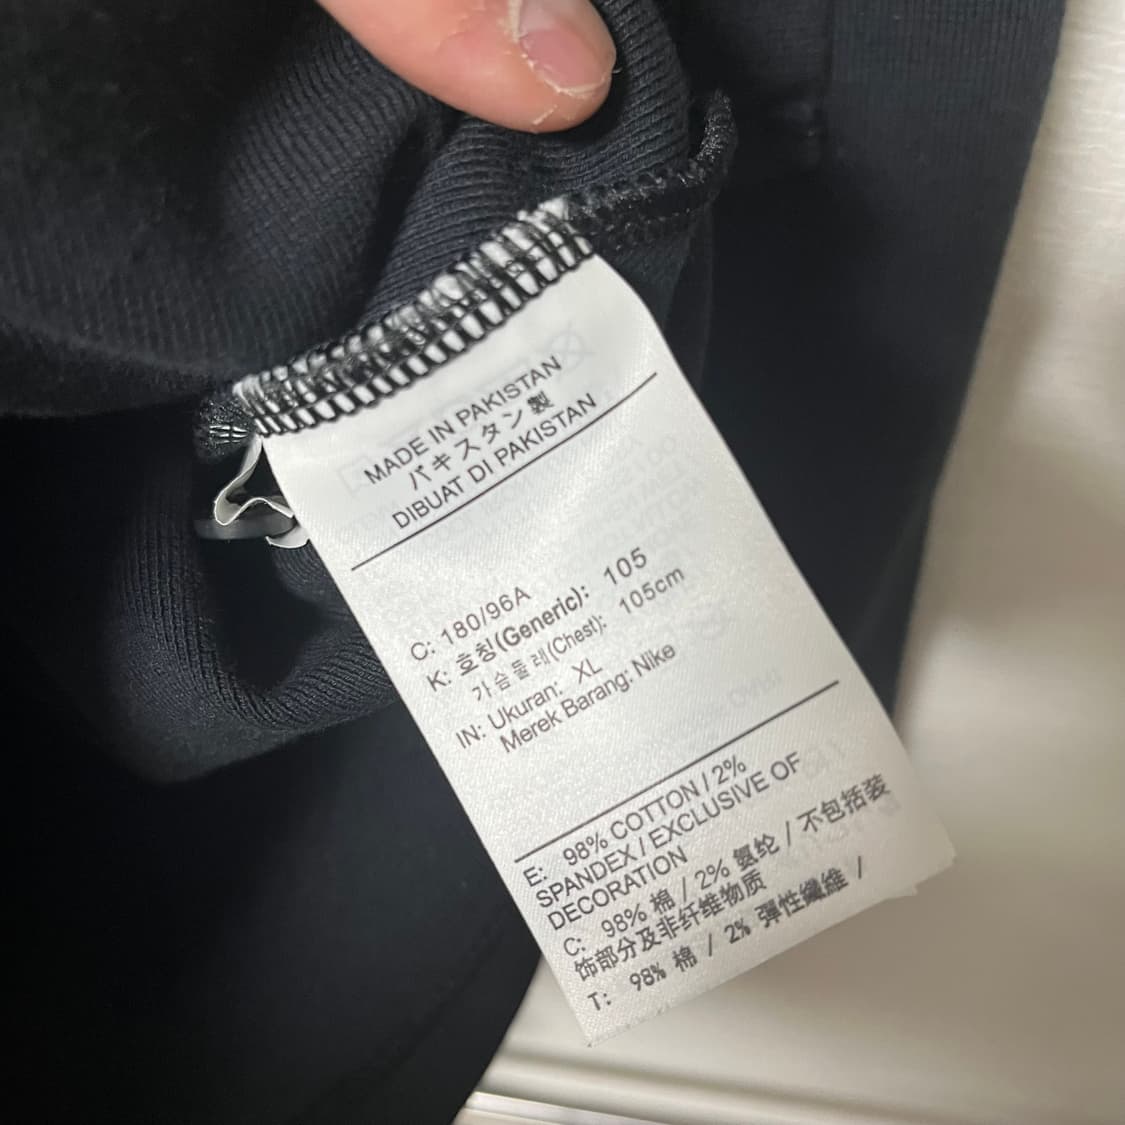 MADE IN PAKISTAN
パキスタン製
DIBUAT DI PAKISTAN
C: 180/96A
K: 호칭(Generic): 105
가슴둘레(Chest): 105cm
IN: Ukuran: XL
Merek Barang: Nike
E: 98% COTTON / 2%
SPANDEX / EXCLUSIVE OF
DECORATION
C: 98% 棉 / 2% 氨纶 / 不包括装
饰部分及非纤维物质
T: 98% 棉 / 2% 彈性纖維 /